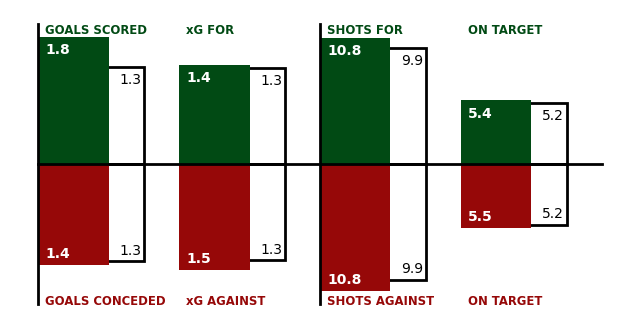 GOALS SCORED xG FOR SHOTS FOR ON TARGET
1.8 1.3 1.4 1.3 10.8 9.9 5.4 5.2
1.4 1.3 1.5 1.3 10.8 9.9 5.5 5.2
GOALS CONCEDED xG AGAINST SHOTS AGAINST ON TARGET